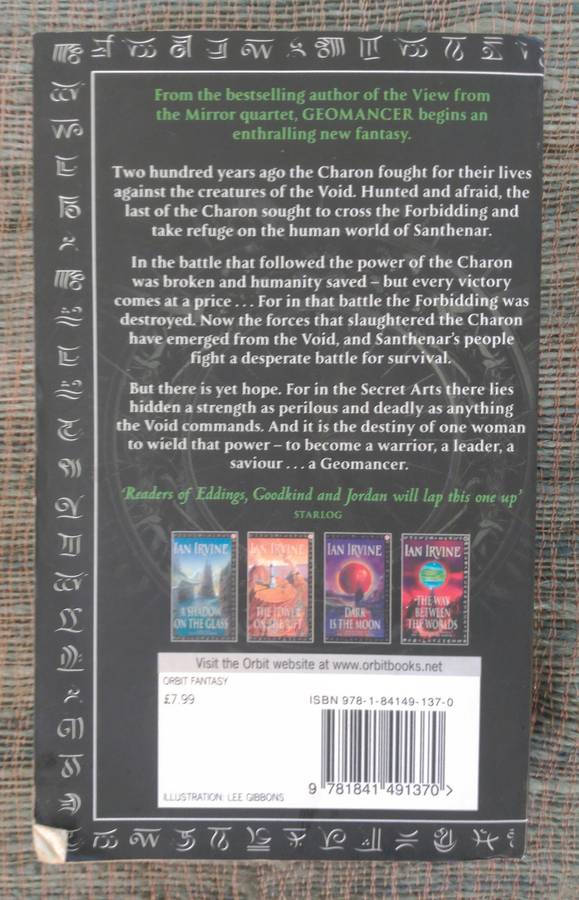 From the bestselling author of the View from
the Mirror quartet, GEOMANCER begins an
enthralling new fantasy.
Two hundred years ago the Charon fought for their lives
against the creatures of the Void. Hunted and afraid, the
last of the Charon sought to cross the Forbidding and
take refuge on the human world of Santhenar.
In the battle that followed the power of the Charon
was broken and humanity saved – but every victory
comes at a price . . . For in that battle the Forbidding was
destroyed. Now the forces that slaughtered the Charon
have emerged from the Void, and Santhenar's people
fight a desperate battle for survival.
But there is yet hope. For in the Secret Arts there lies
hidden a strength as perilous and deadly as anything
the Void commands. And it is the destiny of one woman
to wield that power – to become a warrior, a leader, a
saviour . . . a Geomancer.
'Readers of Eddings, Goodkind and Jordan will lap this one up'
STARLOG
IAN IRVINE
A SHADOW
ON THE GLASS
IAN IRVINE
THE TOWER
ON THE RIFT
IAN IRVINE
DARK
IS THE MOON
IAN IRVINE
THE WAY
BETWEEN
THE WORLDS
Visit the Orbit website at www.orbitbooks.net
ORBIT FANTASY
£7.99
ISBN 978-1-84149-137-0
9 781841 491370 >
ILLUSTRATION: LEE GIBBONS